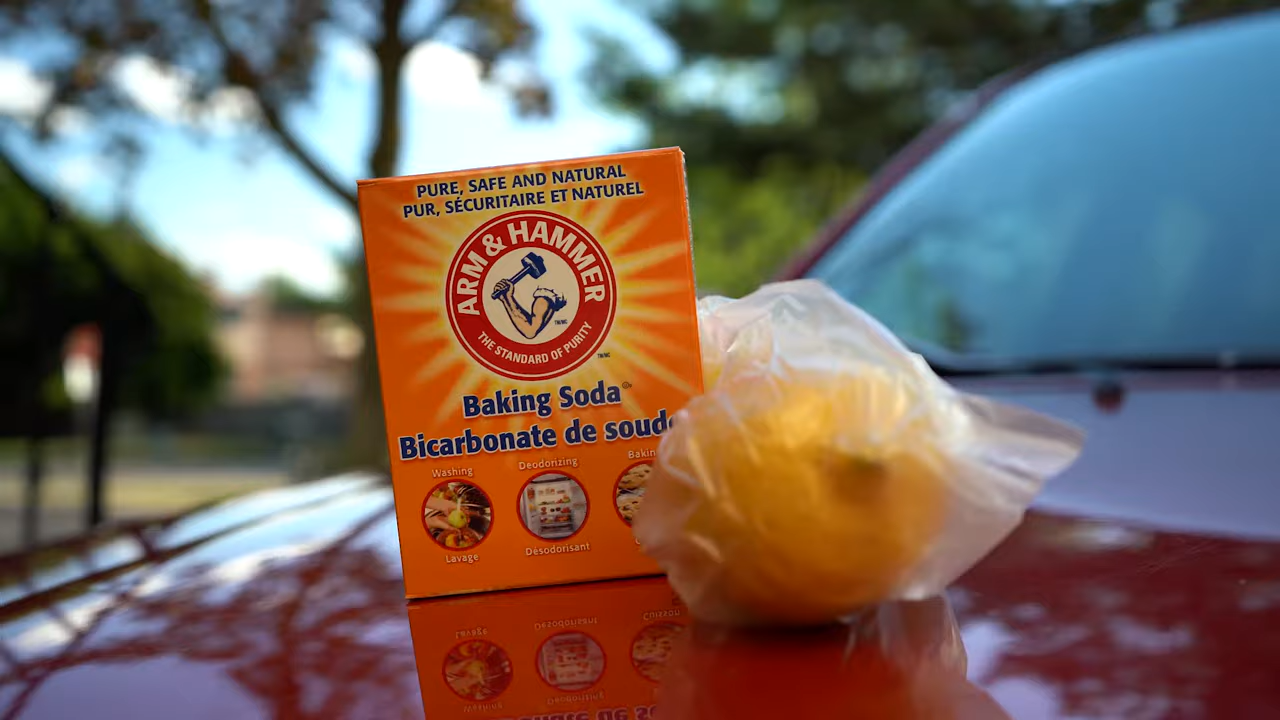 PURE, SAFE AND NATURAL
PUR, SÉCURITAIRE ET NATUREL
ARM & HAMMER
THE STANDARD OF PURITY
Baking Soda
Bicarbonate de soude
Washing
Deodorizing
Baking
Lavage
Désodorisant